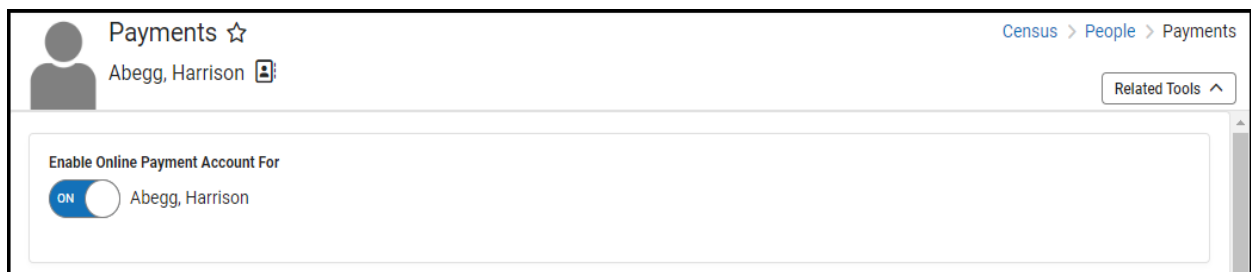 Payments
Census > People > Payments
Abegg, Harrison
Related Tools
Enable Online Payment Account For
ON Abegg, Harrison